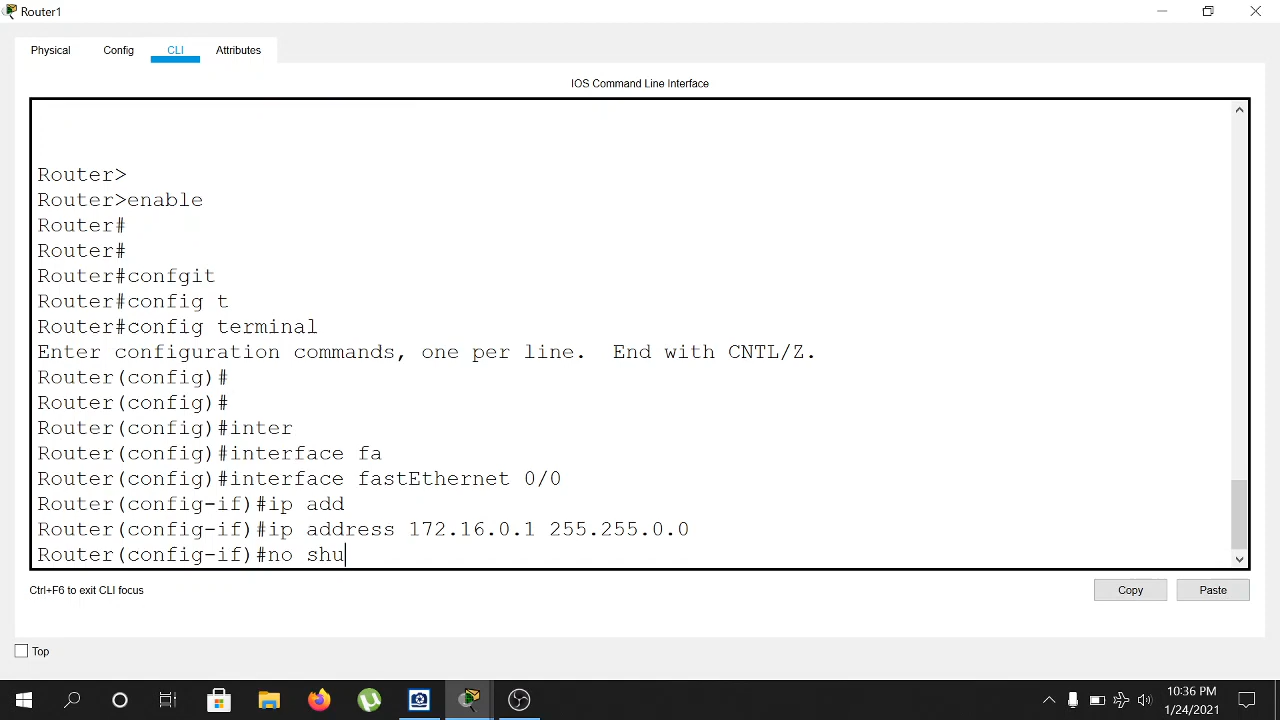 Router1
Physical Config CLI Attributes
IOS Command Line Interface
Router>
Router>enable
Router#
Router#
Router#confgit
Router#config t
Router#config terminal
Enter configuration commands, one per line.  End with CNTL/Z.
Router(config)#
Router(config)#
Router(config)#inter
Router(config)#interface fa
Router(config)#interface fastEthernet 0/0
Router(config-if)#ip add
Router(config-if)#ip address 172.16.0.1 255.255.0.0
Router(config-if)#no shu
Ctrl+F6 to exit CLI focus
Copy Paste
Top
10:36 PM
1/24/2021